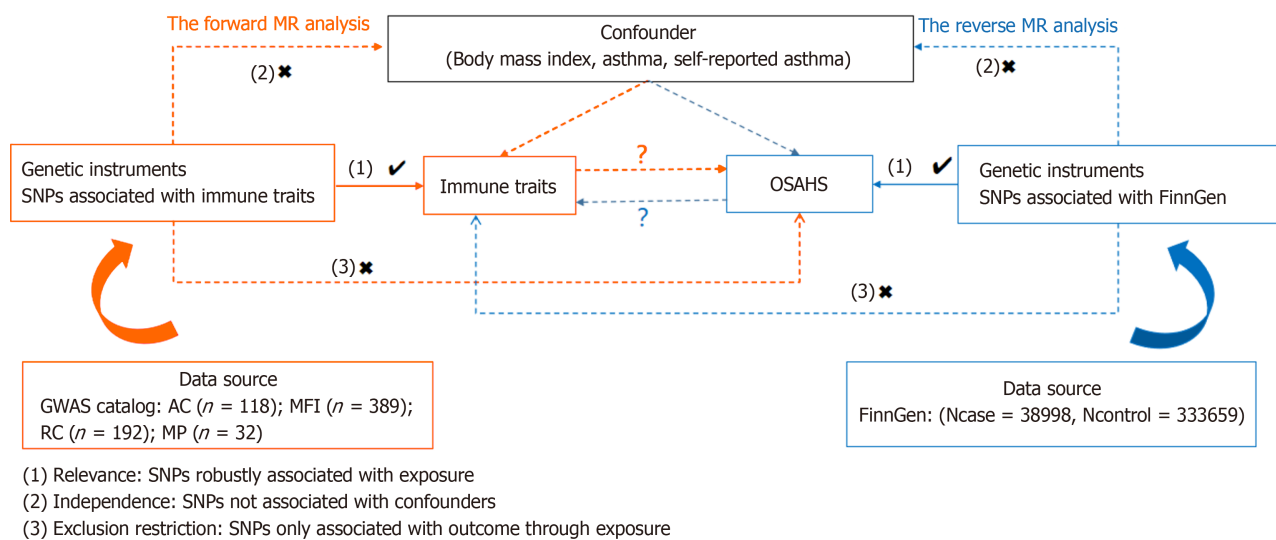 The forward MR analysis
Confounder
(Body mass index, asthma, self-reported asthma)
The reverse MR analysis
(2)✖
(2)✖
Genetic instruments
SNPs associated with immune traits
(1) ✔
Immune traits
?
?
OSAHS
(1) ✔
Genetic instruments
SNPs associated with FinnGen
(3)✖
(3)✖
Data source
GWAS catalog: AC (n = 118); MFI (n = 389);
RC (n = 192); MP (n = 32)
Data source
FinnGen: (Ncase = 38998, Ncontrol = 333659)
(1) Relevance: SNPs robustly associated with exposure
(2) Independence: SNPs not associated with confounders
(3) Exclusion restriction: SNPs only associated with outcome through exposure